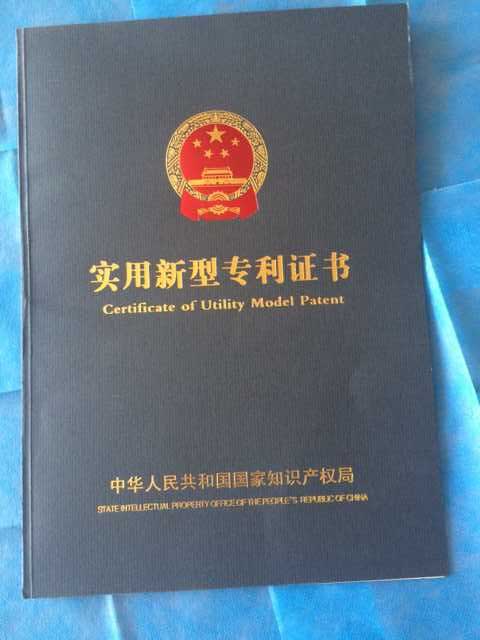 实用新型专利证书
Certificate of Utility Model Patent
中华人民共和国国家知识产权局
STATE INTELLECTUAL PROPERTY OFFICE OF THE PEOPLE'S REPUBLIC OF CHINA